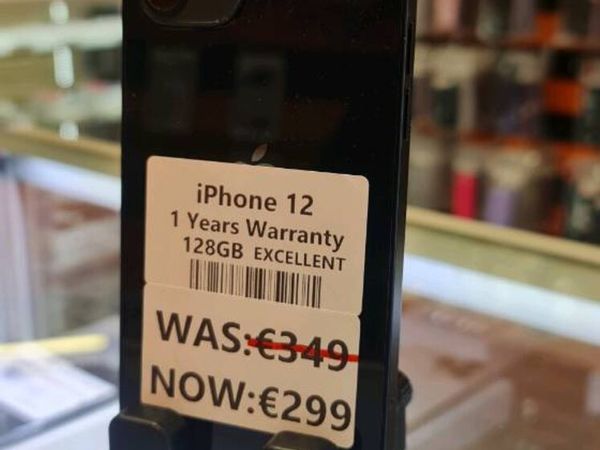 iPhone 12
1 Years Warranty
128GB EXCELLENT
WAS:€349
NOW:€299